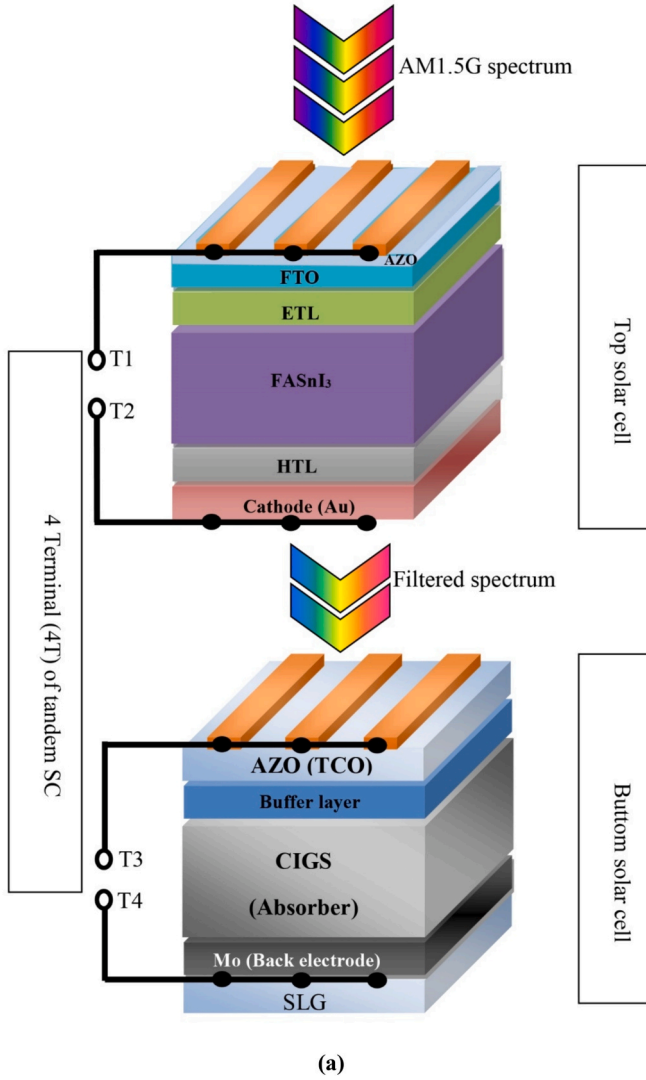 AM1.5G spectrum
AZO
FTO
ETL
FASnI₃
HTL
Cathode (Au)
T1
T2
Top solar cell
4 Terminal (4T) of tandem SC
Filtered spectrum
AZO (TCO)
Buffer layer
CIGS
(Absorber)
Mo (Back electrode)
SLG
T3
T4
Buttom solar cell
(a)